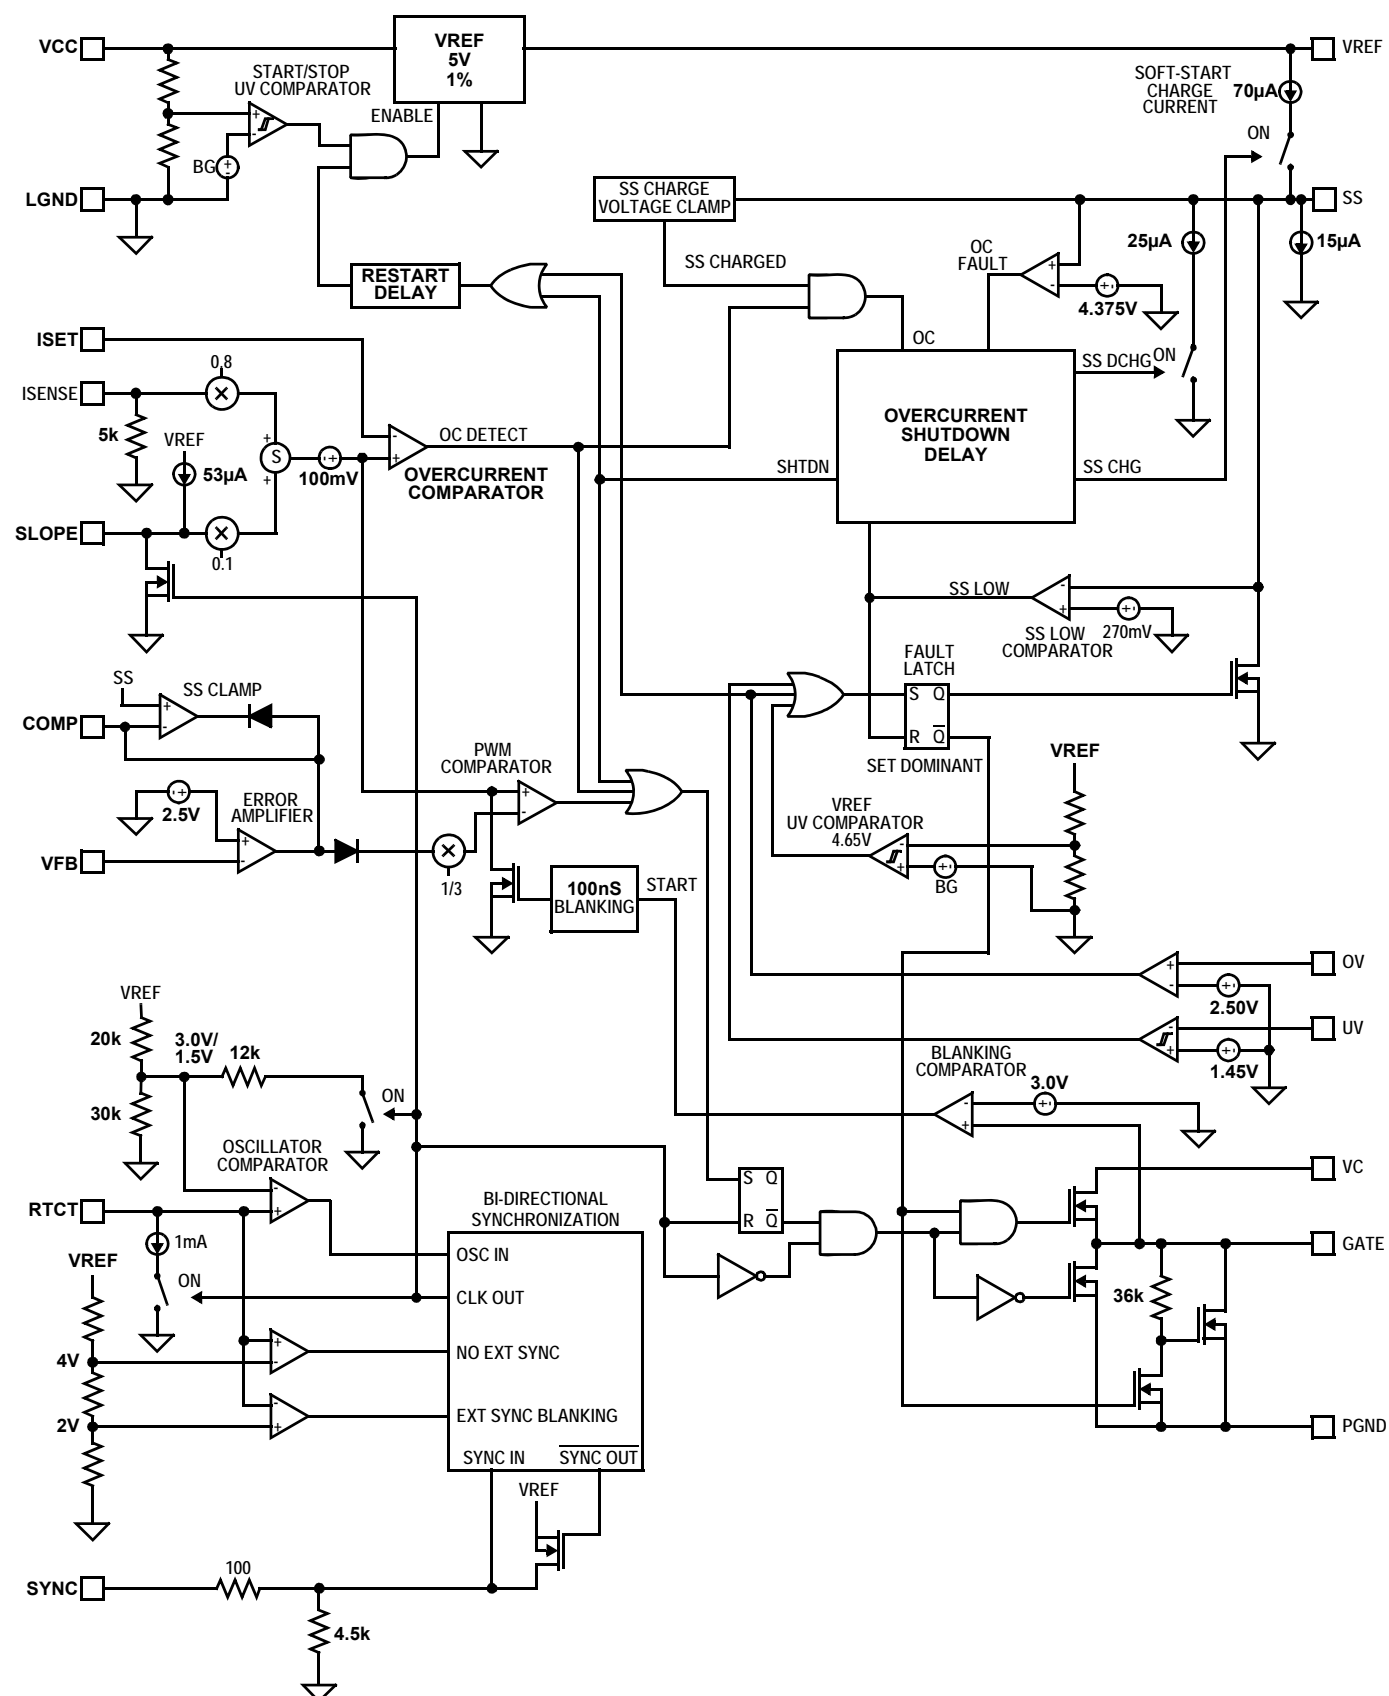 VCC
VREF
5V
1%
VREF
START/STOP
UV COMPARATOR
ENABLE
BG
+
-
+
-
LGND
SOFT-START
CHARGE
CURRENT
70µA
ON
SS CHARGE
VOLTAGE CLAMP
SS
25µA
15µA
OC
FAULT
+
-
+ -
4.375V
SS CHARGED
RESTART
DELAY
ISET
OC
ISENSE
0.8
5k
VREF
53µA
S
+
+
- +
100mV
-
+
OC DETECT
OVERCURRENT
COMPARATOR
SLOPE
0.1
OVERCURRENT
SHUTDOWN
DELAY
SHTDN
SS DCHG
ON
SS CHG
SS LOW
-
+
+ -
SS LOW
COMPARATOR
270mV
FAULT
LATCH
S Q
R Q
SET DOMINANT
SS
SS CLAMP
+
-
COMP
- +
2.5V
ERROR
AMPLIFIER
+
-
VFB
PWM
COMPARATOR
+
-
1/3
100nS
BLANKING
START
VREF
UV COMPARATOR
4.65V
-
+
+ -
BG
VREF
OV
+
-
+ -
2.50V
UV
-
+
+ -
1.45V
VREF
20k
3.0V/
1.5V
12k
30k
ON
BLANKING
COMPARATOR
3.0V
-
+
+ -
OSCILLATOR
COMPARATOR
-
+
RTCT
1mA
ON
VREF
4V
2V
+
-
-
+
BI-DIRECTIONAL
SYNCHRONIZATION
OSC IN
CLK OUT
NO EXT SYNC
EXT SYNC BLANKING
SYNC IN
SYNC OUT
S Q
R Q
VC
GATE
36k
PGND
VREF
SYNC
100
4.5k